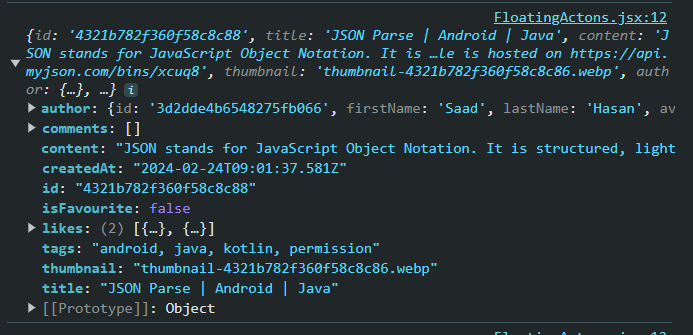 FloatingActons.jsx:12
{id: '4321b782f360f58c8c88', title: 'JSON Parse | Android | Java', content: 'J
SON stands for JavaScript Object Notation. It is …le is hosted on https://api.
myjson.com/bins/xcuq8', thumbnail: 'thumbnail-4321b782f360f58c8c86.webp', auth
or: {…}, …} i
author: {id: '3d2dde4b6548275fb066', firstName: 'Saad', lastName: 'Hasan', av
comments: []
content: "JSON stands for JavaScript Object Notation. It is structured, light
createdAt: "2024-02-24T09:01:37.581Z"
id: "4321b782f360f58c8c88"
isFavourite: false
likes: (2) [{…}, {…}]
tags: "android, java, kotlin, permission"
thumbnail: "thumbnail-4321b782f360f58c8c86.webp"
title: "JSON Parse | Android | Java"
[[Prototype]]: Object